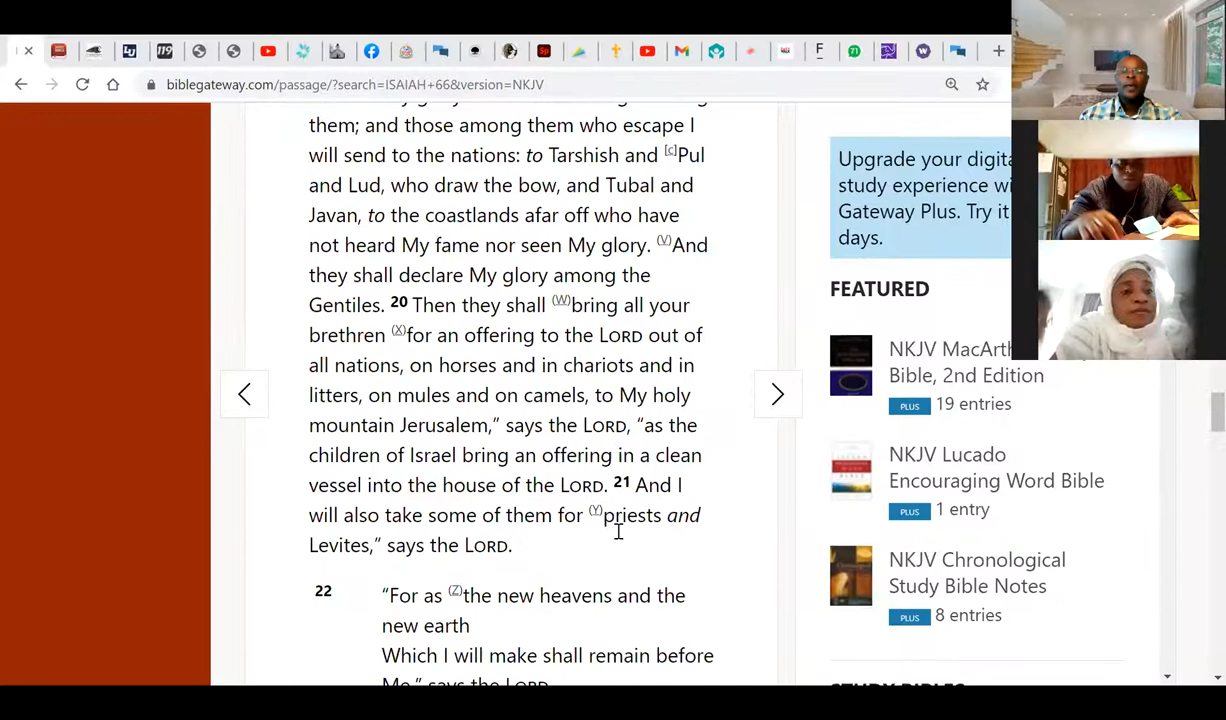 119
biblegateway.com/passage/?search=ISAIAH+66&version=NKJV
them; and those among them who escape I
will send to the nations: to Tarshish and [c]Pul
and Lud, who draw the bow, and Tubal and
Javan, to the coastlands afar off who have
not heard My fame nor seen My glory. (V)And
they shall declare My glory among the
Gentiles. 20 Then they shall (W)bring all your
brethren (X)for an offering to the LORD out of
all nations, on horses and in chariots and in
litters, on mules and on camels, to My holy
mountain Jerusalem,” says the LORD, “as the
children of Israel bring an offering in a clean
vessel into the house of the LORD. 21 And I
will also take some of them for (Y)priests and
Levites,” says the LORD.
22 “For as (Z)the new heavens and the
new earth
Which I will make shall remain before
Me,” says the LORD
Upgrade your digita
study experience wi
Gateway Plus. Try it
days.
FEATURED
NKJV MacArth
Bible, 2nd Edition
PLUS 19 entries
NKJV Lucado
Encouraging Word Bible
PLUS 1 entry
NKJV Chronological
Study Bible Notes
PLUS 8 entries
STUDY BIBLES